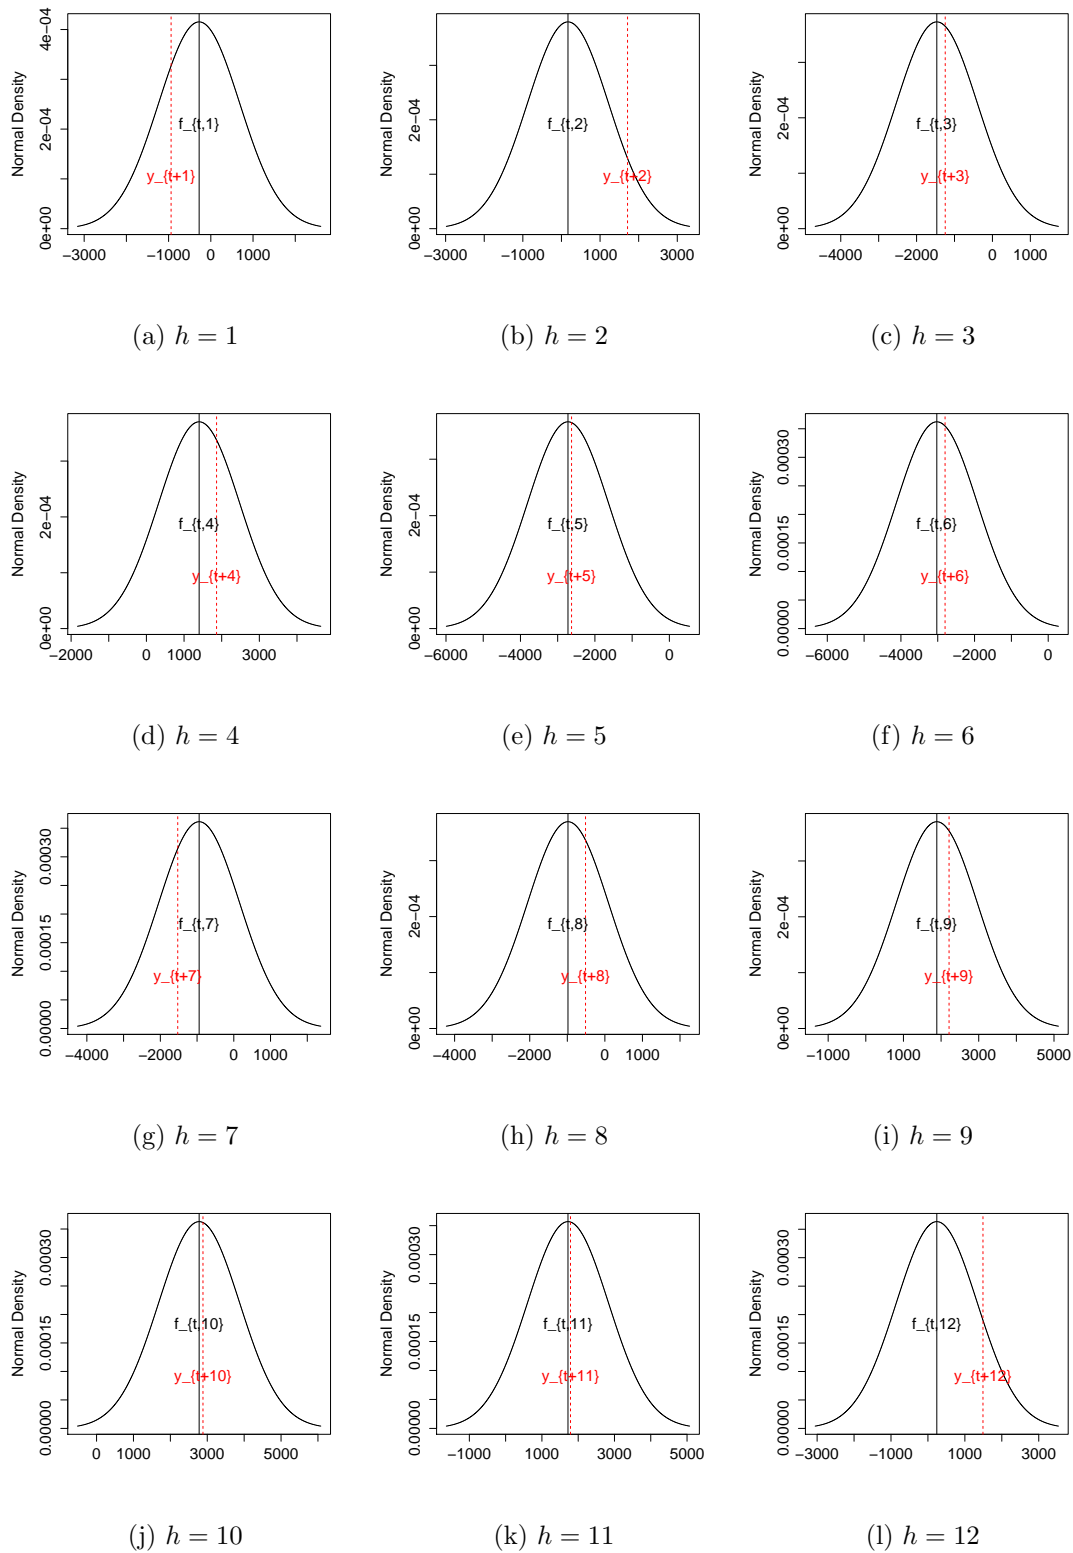 Normal Density
0e+00 2e-04 4e-04
f_{t,1}
y_{t+1}
-3000 -1000 0 1000
(a) h = 1
Normal Density
0e+00 2e-04
f_{t,2}
y_{t+2}
-3000 -1000 0 1000 3000
(b) h = 2
Normal Density
0e+00 2e-04
f_{t,3}
y_{t+3}
-4000 -2000 0
(c) h = 3
Normal Density
0e+00 2e-04
f_{t,4}
y_{t+4}
-2000 0 1000 3000
(d) h = 4
Normal Density
0e+00 2e-04
f_{t,5}
y_{t+5}
-6000 -4000 -2000 0
(e) h = 5
Normal Density
0.00000 0.00015 0.00030
f_{t,6}
y_{t+6}
-6000 -4000 -2000 0
(f) h = 6
Normal Density
0.00000 0.00015 0.00030
f_{t,7}
y_{t+7}
-4000 -2000 0 1000
(g) h = 7
Normal Density
0e+00 2e-04
f_{t,8}
y_{t+8}
-4000 -2000 0 1000
(h) h = 8
Normal Density
0e+00 2e-04
f_{t,9}
y_{t+9}
-1000 1000 3000 5000
(i) h = 9
Normal Density
0.00000 0.00015 0.00030
f_{t,10}
y_{t+10}
0 1000 3000 5000
(j) h = 10
Normal Density
0.00000 0.00015 0.00030
f_{t,11}
y_{t+11}
-1000 1000 3000 5000
(k) h = 11
Normal Density
0.00000 0.00015 0.00030
f_{t,12}
y_{t+12}
-3000 -1000 1000 3000
(l) h = 12